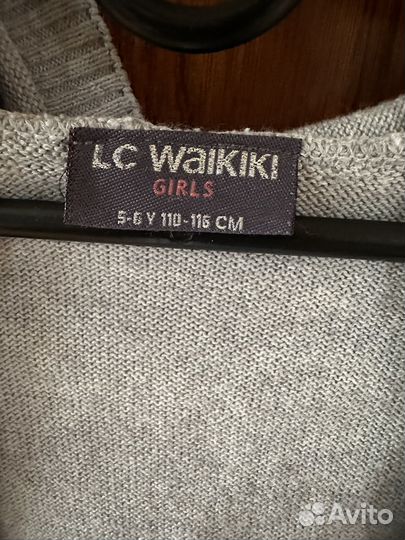 LC WAIKIKI
GIRLS
5-6 Y 110-116 CM
Avito